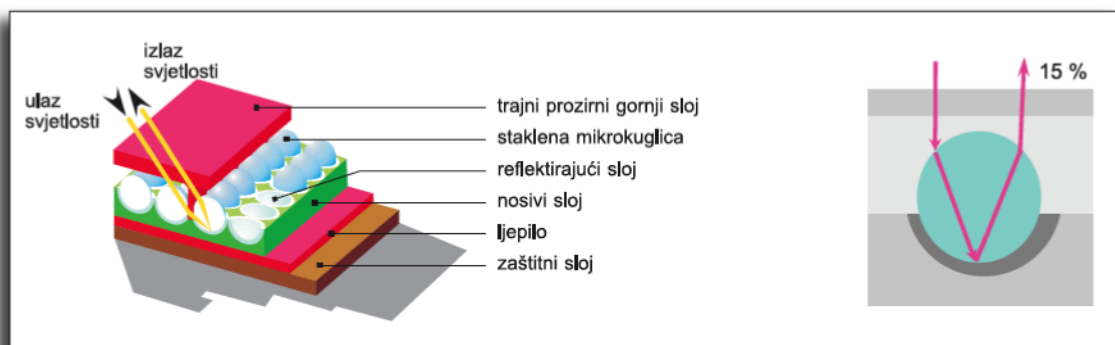 izlaz
svjetlosti
ulaz
svjetlosti
trajni prozirni gornji sloj
staklena mikrokuglica
reflektirajući sloj
nosivi sloj
ljepilo
zaštitni sloj
15 %